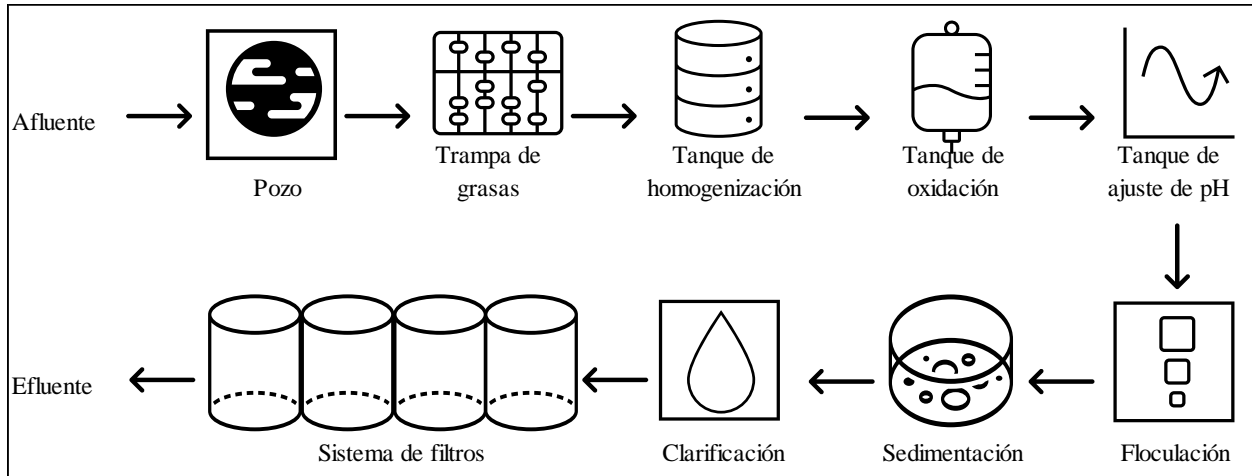 Afluente
Pozo
Trampa de
grasas
Tanque de
homogenización
Tanque de
oxidación
Tanque de
ajuste de pH
Efluente
Sistema de filtros
Clarificación
Sedimentación
Floculación